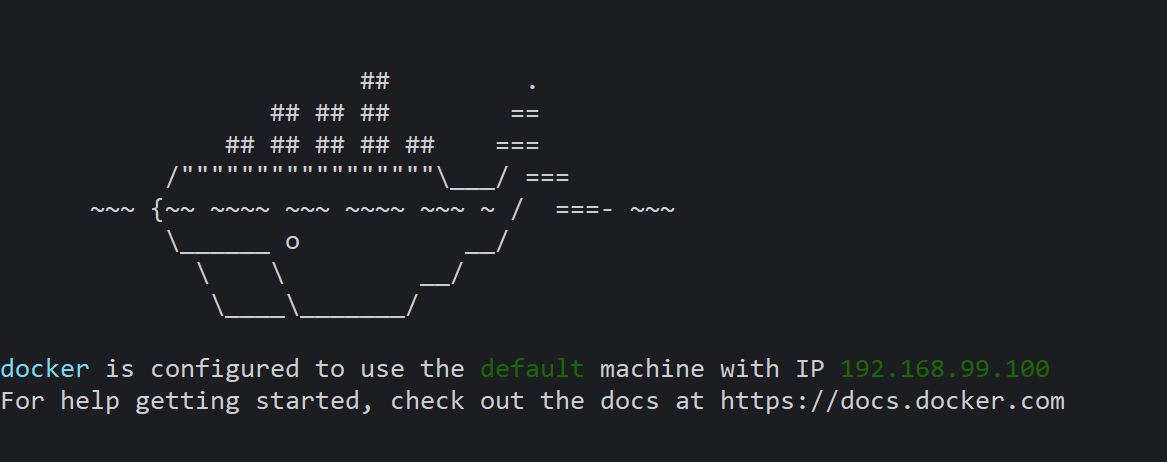 ##         .
                  ## ## ##        ==
               ## ## ## ## ##    ===
           /"""""""""""""""""\___/ ===
      ~~~ {~~ ~~~~ ~~~ ~~~~ ~~~ ~ /  ===- ~~~
           \______ o           __/
             \    \         __/
              \____\_______/

docker is configured to use the default machine with IP 192.168.99.100
For help getting started, check out the docs at https://docs.docker.com